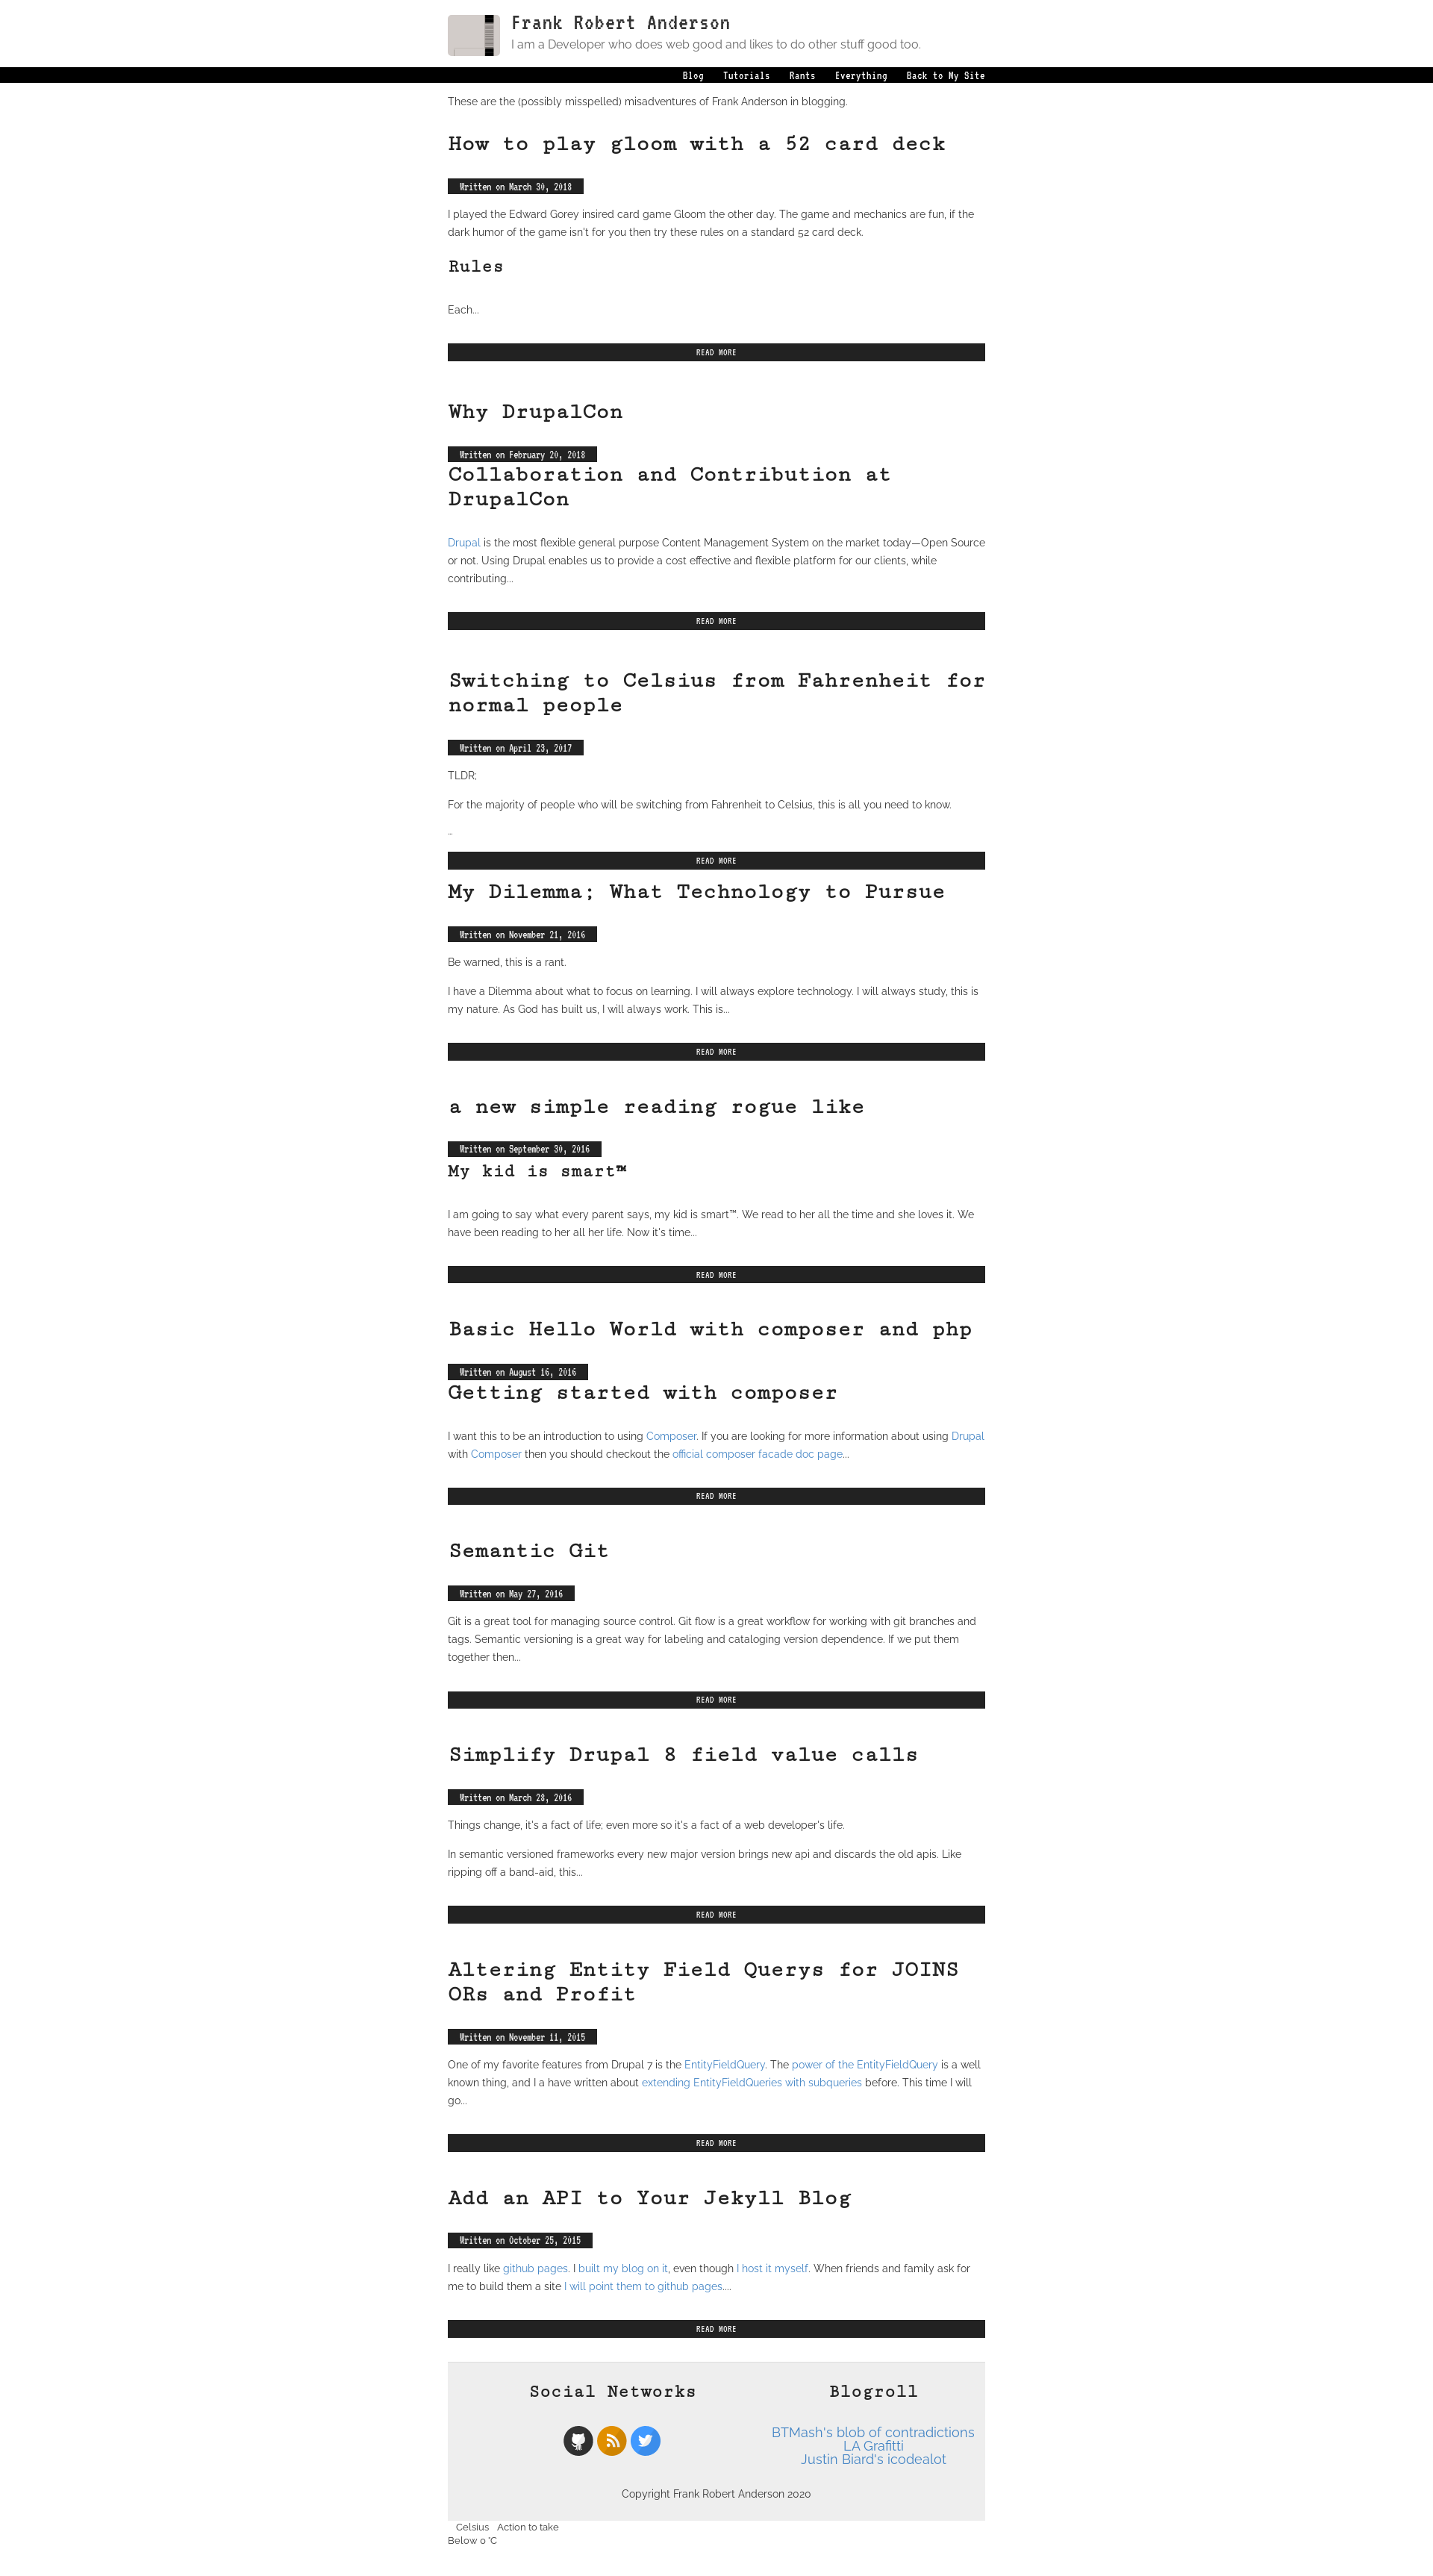 Frank Robert Anderson
I am a Developer who does web good and likes to do other stuff good too.
Blog Tutorials Rants Everything Back to My Site
These are the (possibly misspelled) misadventures of Frank Anderson in blogging.
How to play gloom with a 52 card deck
Written on March 30, 2018
I played the Edward Gorey insired card game Gloom the other day. The game and mechanics are fun, if the
dark humor of the game isn't for you then try these rules on a standard 52 card deck.
Rules
Each...
READ MORE
Why DrupalCon
Written on February 20, 2018
Collaboration and Contribution at
DrupalCon
Drupal is the most flexible general purpose Content Management System on the market today—Open Source
or not. Using Drupal enables us to provide a cost effective and flexible platform for our clients, while
contributing...
READ MORE
Switching to Celsius from Fahrenheit for
normal people
Written on April 23, 2017
TLDR;
For the majority of people who will be switching from Fahrenheit to Celsius, this is all you need to know.
...
READ MORE
My Dilemma; What Technology to Pursue
Written on November 21, 2016
Be warned, this is a rant.
I have a Dilemma about what to focus on learning. I will always explore technology. I will always study, this is
my nature. As God has built us, I will always work. This is...
READ MORE
a new simple reading rogue like
Written on September 30, 2016
My kid is smart™
I am going to say what every parent says, my kid is smart™. We read to her all the time and she loves it. We
have been reading to her all her life. Now it's time...
READ MORE
Basic Hello World with composer and php
Written on August 16, 2016
Getting started with composer
I want this to be an introduction to using Composer. If you are looking for more information about using Drupal
with Composer then you should checkout the official composer facade doc page...
READ MORE
Semantic Git
Written on May 27, 2016
Git is a great tool for managing source control. Git flow is a great workflow for working with git branches and
tags. Semantic versioning is a great way for labeling and cataloging version dependence. If we put them
together then...
READ MORE
Simplify Drupal 8 field value calls
Written on March 28, 2016
Things change, it's a fact of life; even more so it's a fact of a web developer's life.
In semantic versioned frameworks every new major version brings new api and discards the old apis. Like
ripping off a band-aid, this...
READ MORE
Altering Entity Field Querys for JOINS
ORs and Profit
Written on November 11, 2015
One of my favorite features from Drupal 7 is the EntityFieldQuery. The power of the EntityFieldQuery is a well
known thing, and I a have written about extending EntityFieldQueries with subqueries before. This time I will
go...
READ MORE
Add an API to Your Jekyll Blog
Written on October 25, 2015
I really like github pages. I built my blog on it, even though I host it myself. When friends and family ask for
me to build them a site I will point them to github pages....
READ MORE
Social Networks
Blogroll
BTMash's blob of contradictions
LA Grafitti
Justin Biard's icodealot
Copyright Frank Robert Anderson 2020
Celsius Action to take
Below 0 °C